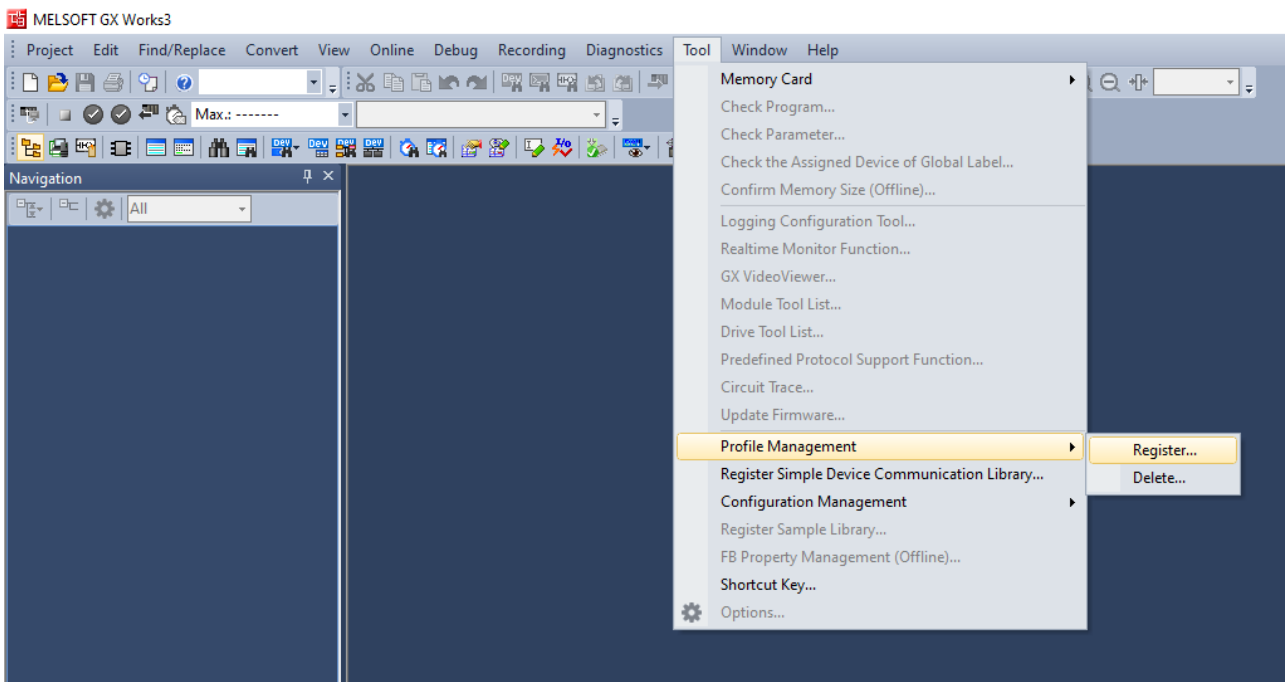 MELSOFT GX Works3
Project Edit Find/Replace Convert View Online Debug Recording Diagnostics Tool Window Help
Max.: -------
Navigation
All
Memory Card
Check Program...
Check Parameter...
Check the Assigned Device of Global Label...
Confirm Memory Size (Offline)...
Logging Configuration Tool...
Realtime Monitor Function...
GX VideoViewer...
Module Tool List...
Drive Tool List...
Predefined Protocol Support Function...
Circuit Trace...
Update Firmware...
Profile Management
Register...
Register Simple Device Communication Library...
Delete...
Configuration Management
Register Sample Library...
FB Property Management (Offline)...
Shortcut Key...
Options...